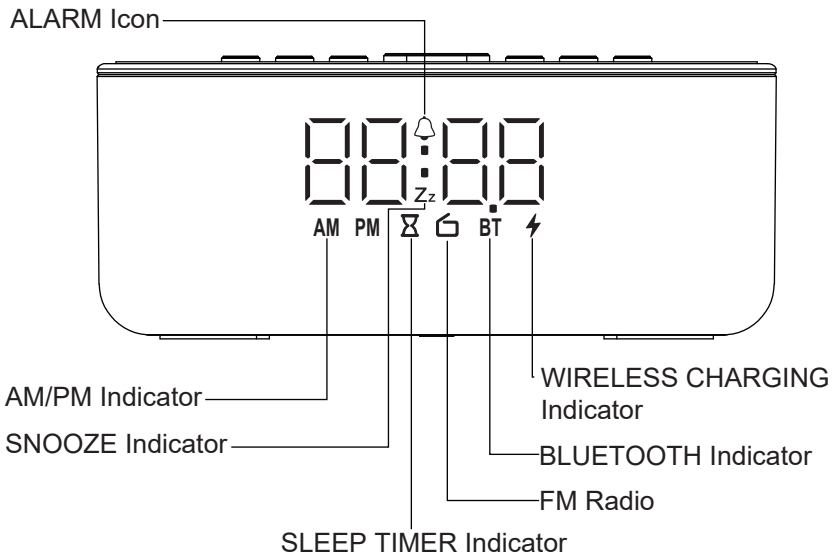 ALARM Icon
88:88
Zz
AM PM BT
AM/PM Indicator
SNOOZE Indicator
WIRELESS CHARGING
Indicator
BLUETOOTH Indicator
FM Radio
SLEEP TIMER Indicator